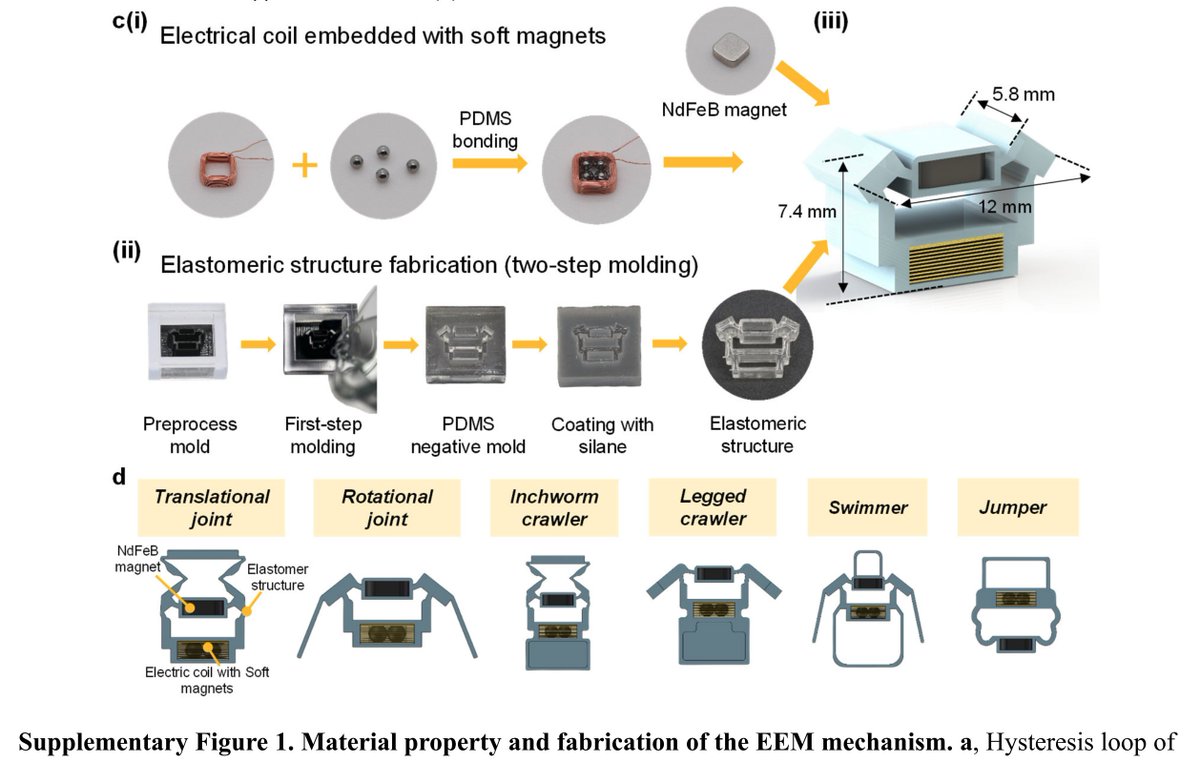 c(i) Electrical coil embedded with soft magnets
NdFeB magnet
PDMS
bonding
(iii)
5.8 mm
7.4 mm
12 mm
(ii) Elastomeric structure fabrication (two-step molding)
Preprocess
mold
First-step
molding
PDMS
negative mold
Coating with
silane
Elastomeric
structure
d
Translational
joint
Rotational
joint
Inchworm
crawler
Legged
crawler
Swimmer
Jumper
NdFeB
magnet
Elastomer
structure
Electric coil with Soft
magnets
Supplementary Figure 1. Material property and fabrication of the EEM mechanism. a, Hysteresis loop of